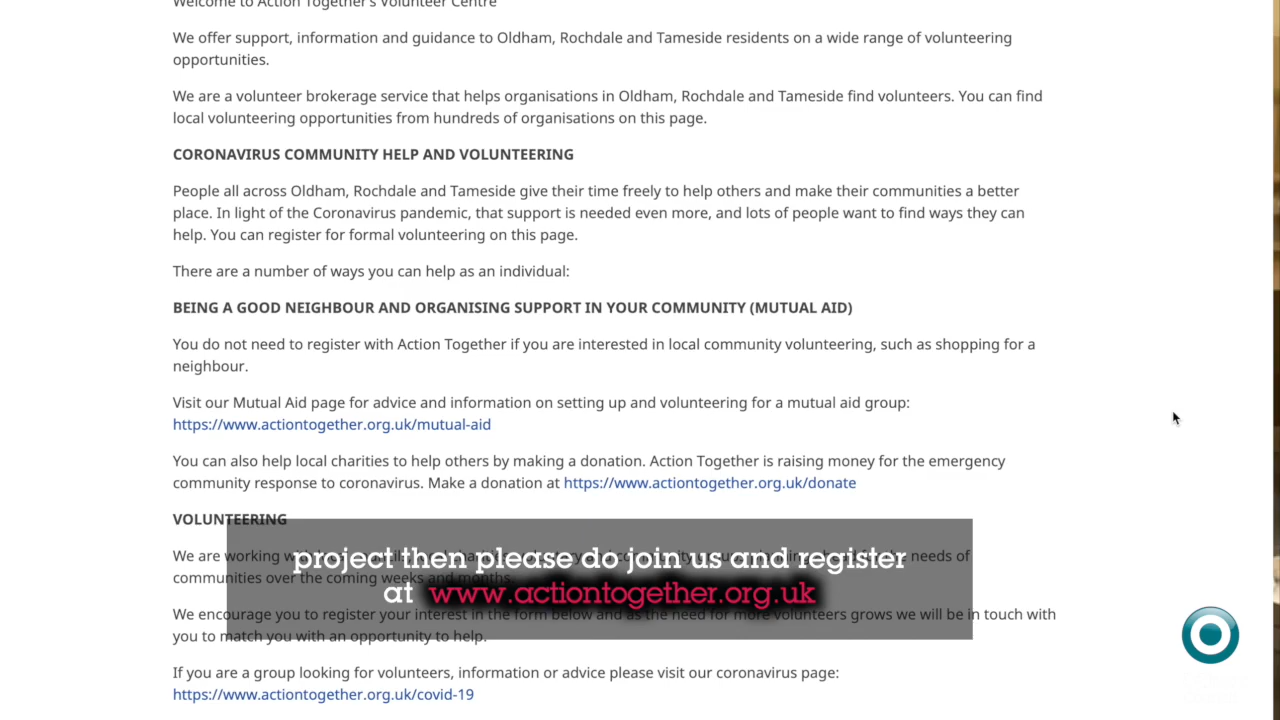 Welcome to Action Together's Volunteer Centre
We offer support, information and guidance to Oldham, Rochdale and Tameside residents on a wide range of volunteering
opportunities.
We are a volunteer brokerage service that helps organisations in Oldham, Rochdale and Tameside find volunteers. You can find
local volunteering opportunities from hundreds of organisations on this page.
CORONAVIRUS COMMUNITY HELP AND VOLUNTEERING
People all across Oldham, Rochdale and Tameside give their time freely to help others and make their communities a better
place. In light of the Coronavirus pandemic, that support is needed even more, and lots of people want to find ways they can
help. You can register for formal volunteering on this page.
There are a number of ways you can help as an individual:
BEING A GOOD NEIGHBOUR AND ORGANISING SUPPORT IN YOUR COMMUNITY (MUTUAL AID)
You do not need to register with Action Together if you are interested in local community volunteering, such as shopping for a
neighbour.
Visit our Mutual Aid page for advice and information on setting up and volunteering for a mutual aid group:
https://www.actiontogether.org.uk/mutual-aid
You can also help local charities to help others by making a donation. Action Together is raising money for the emergency
community response to coronavirus. Make a donation at https://www.actiontogether.org.uk/donate
VOLUNTEERING
We are working needs of
project then please do join us and register
communities over the coming weeks and months.
at www.actiontogether.org.uk
We encourage you to register your interest in the form below and as the need for more volunteers grows we will be in touch with
you to match you with an opportunity to help.
If you are a group looking for volunteers, information or advice please visit our coronavirus page:
https://www.actiontogether.org.uk/covid-19